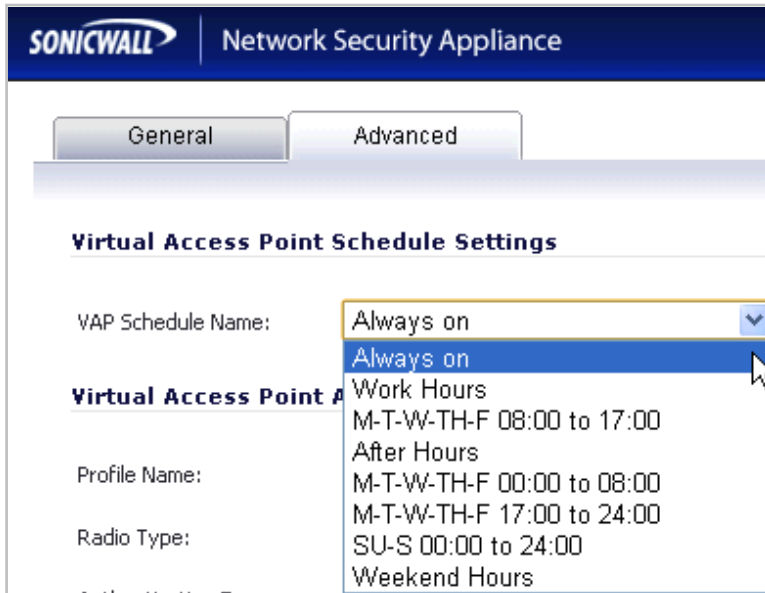 SONICWALL Network Security Appliance
General Advanced
Virtual Access Point Schedule Settings
VAP Schedule Name: Always on
Always on
Work Hours
Virtual Access Point A
M-T-W-TH-F 08:00 to 17:00
After Hours
Profile Name:
M-T-W-TH-F 00:00 to 08:00
M-T-W-TH-F 17:00 to 24:00
Radio Type:
SU-S 00:00 to 24:00
Weekend Hours